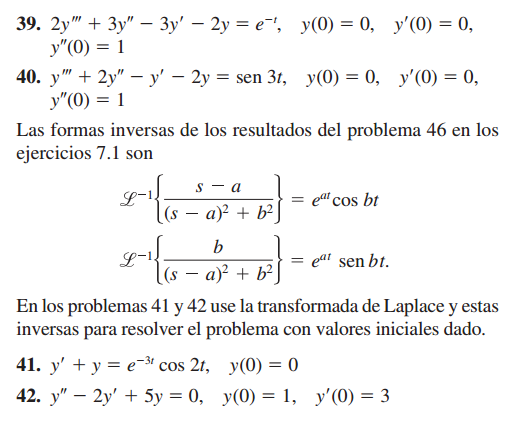 39. 2y‴ + 3y″ − 3y′ − 2y = e⁻ᵗ, y(0) = 0, y′(0) = 0,
y″(0) = 1
40. y‴ + 2y″ − y′ − 2y = sen 3t, y(0) = 0, y′(0) = 0,
y″(0) = 1
Las formas inversas de los resultados del problema 46 en los
ejercicios 7.1 son
ℒ⁻¹{(s − a)/((s − a)² + b²)} = eᵃᵗ cos bt
ℒ⁻¹{b/((s − a)² + b²)} = eᵃᵗ sen bt.
En los problemas 41 y 42 use la transformada de Laplace y estas
inversas para resolver el problema con valores iniciales dado.
41. y′ + y = e⁻³ᵗ cos 2t, y(0) = 0
42. y″ − 2y′ + 5y = 0, y(0) = 1, y′(0) = 3